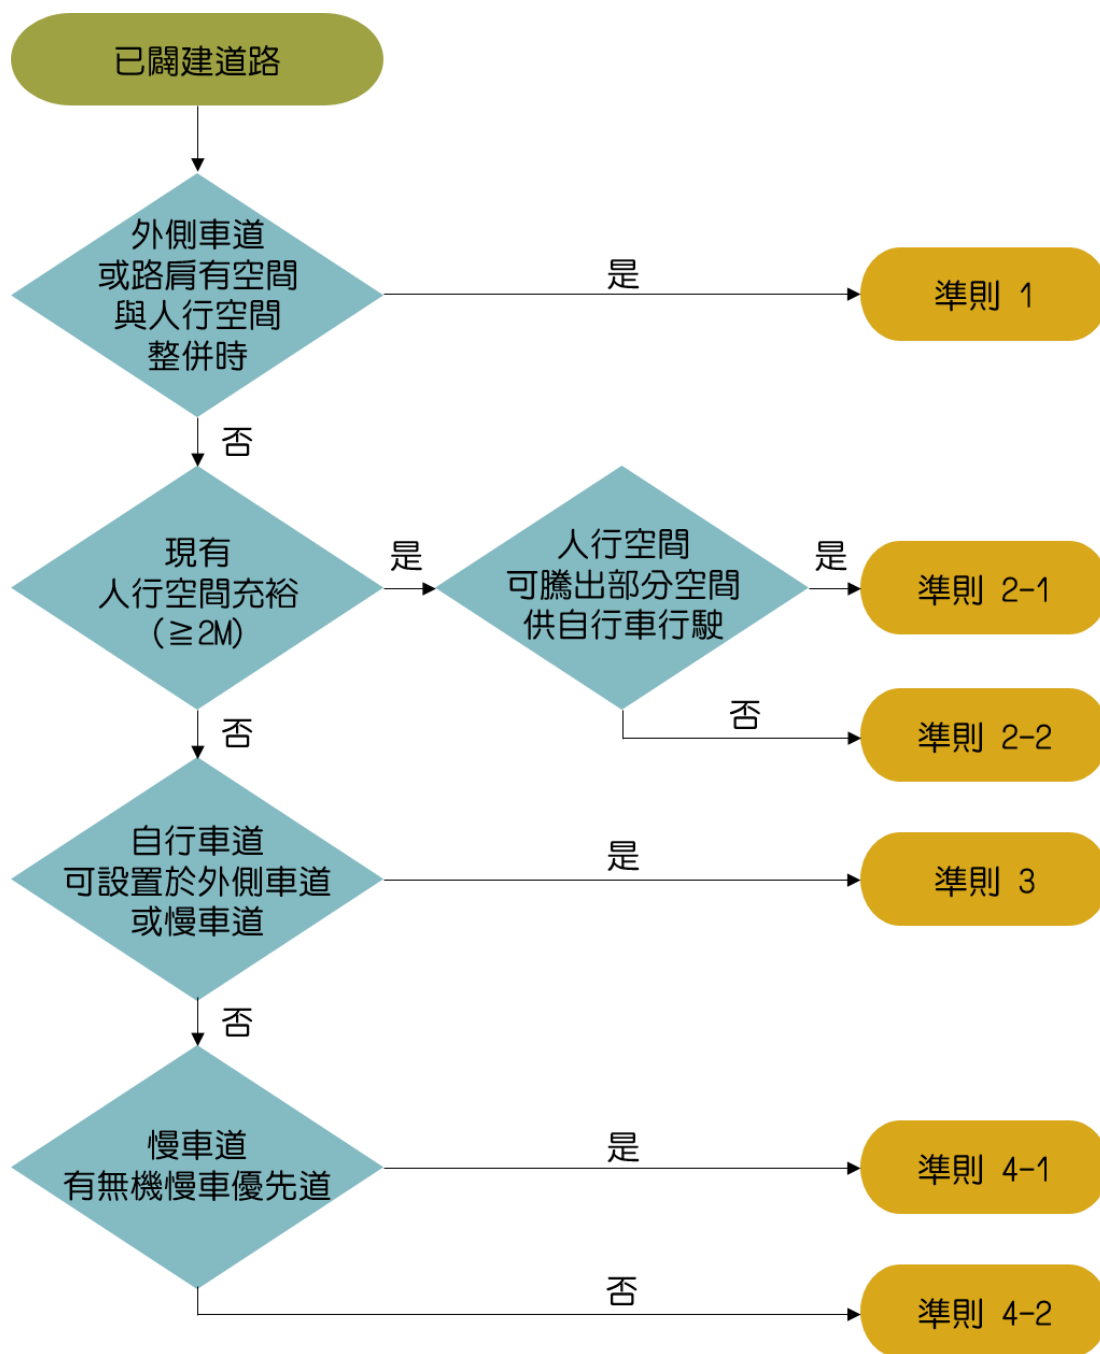 已闢建道路
外側車道
或路肩有空間
與人行空間
整併時
是
準則 1
否
現有
人行空間充裕
(≧2M)
是
人行空間
可騰出部分空間
供自行車行駛
是
準則 2-1
否
準則 2-2
否
自行車道
可設置於外側車道
或慢車道
是
準則 3
否
慢車道
有無機慢車優先道
是
準則 4-1
否
準則 4-2